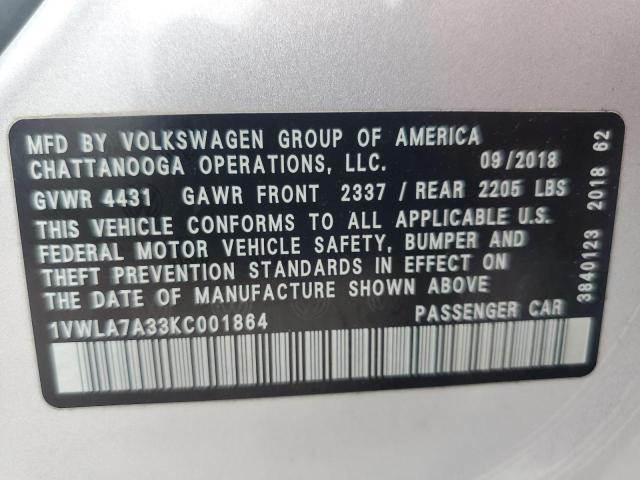 MFD BY VOLKSWAGEN GROUP OF AMERICA
CHATTANOOGA OPERATIONS, LLC. 09/2018
GVWR 4431 GAWR FRONT 2337 / REAR 2205 LBS
THIS VEHICLE CONFORMS TO ALL APPLICABLE U.S.
FEDERAL MOTOR VEHICLE SAFETY, BUMPER AND
THEFT PREVENTION STANDARDS IN EFFECT ON
THE DATE OF MANUFACTURE SHOWN ABOVE
1VWLA7A33KC001864 PASSENGER CAR
3840123 2018 62